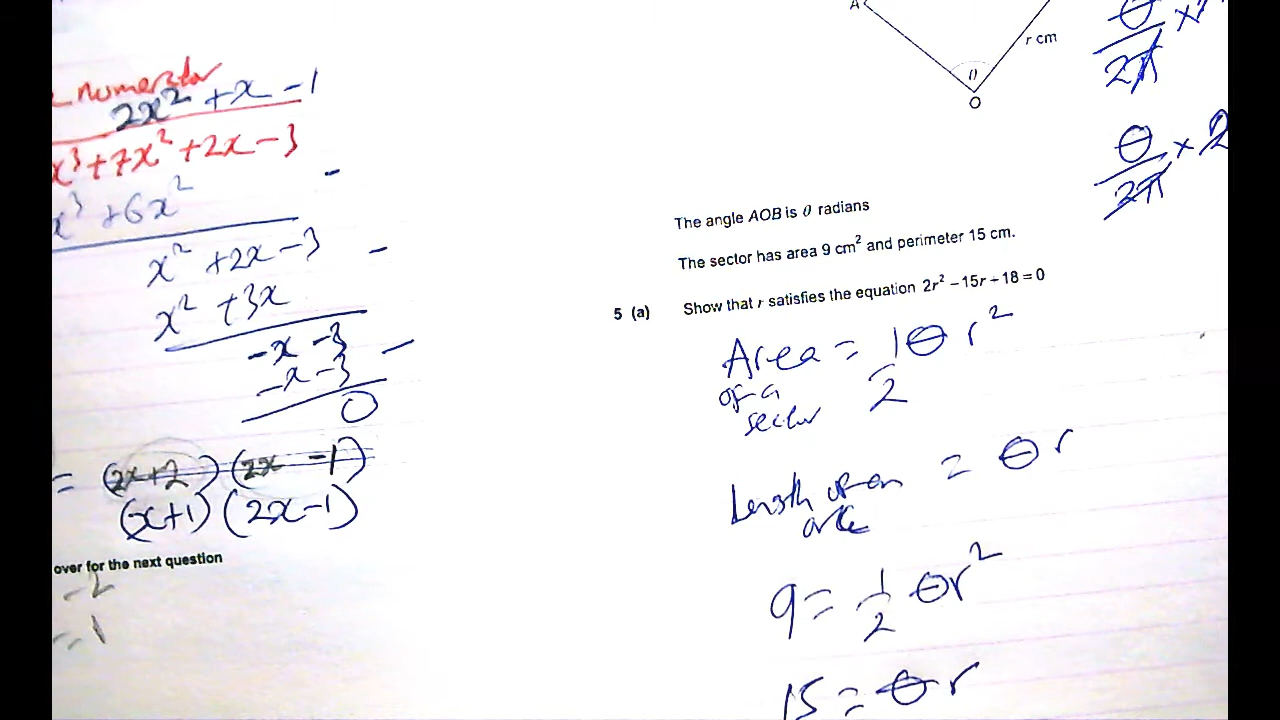 numerator
2x² + x - 1
x³ + 7x² + 2x - 3
x³ + 6x² -
x² + 2x - 3 -
x² + 3x
-x - 3 -
-x - 3
0
= (2x+2) (2x - 1)
(x+1) (2x-1)
over for the next question
-2
= -1
A
r cm
θ
O
θ/2π ×
θ/2π × 2
The angle AOB is θ radians
The sector has area 9 cm² and perimeter 15 cm.
5 (a) Show that r satisfies the equation 2r² - 15r + 18 = 0
Area = 1/2 θ r²
of a
sector
Length of an = θ r
arc
9 = 1/2 θ r²
15 = θ r